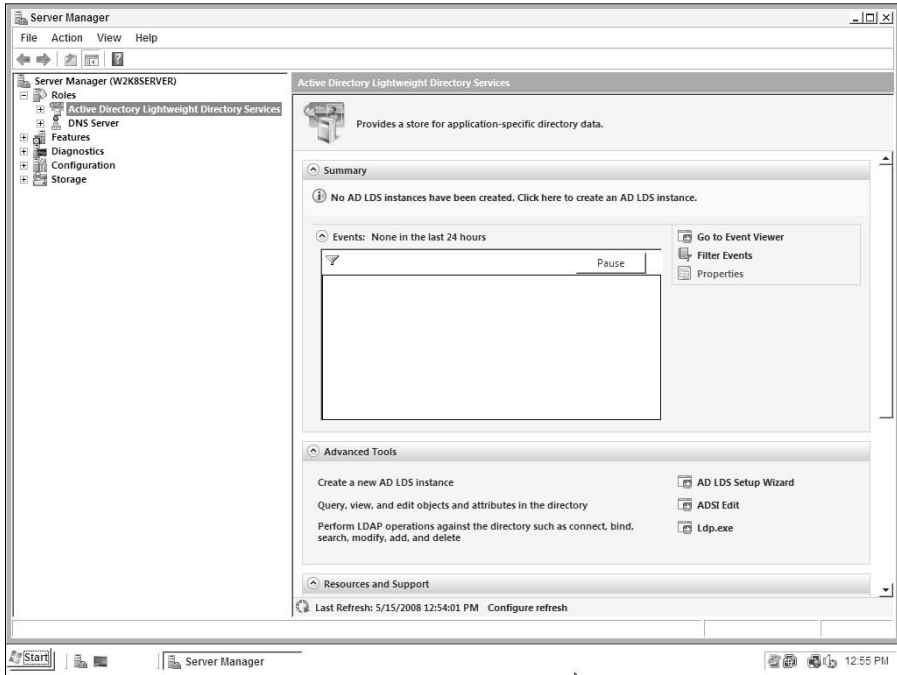 Server Manager
File Action View Help
Server Manager (W2K8SERVER)
Roles
Active Directory Lightweight Directory Services
DNS Server
Features
Diagnostics
Configuration
Storage
Active Directory Lightweight Directory Services
Provides a store for application-specific directory data.
Summary
No AD LDS instances have been created. Click here to create an AD LDS instance.
Events: None in the last 24 hours
Pause
Go to Event Viewer
Filter Events
Properties
Advanced Tools
Create a new AD LDS instance
AD LDS Setup Wizard
Query, view, and edit objects and attributes in the directory
ADSI Edit
Perform LDAP operations against the directory such as connect, bind,
search, modify, add, and delete
Ldp.exe
Resources and Support
Last Refresh: 5/15/2008 12:54:01 PM Configure refresh
Start
Server Manager
12:55 PM